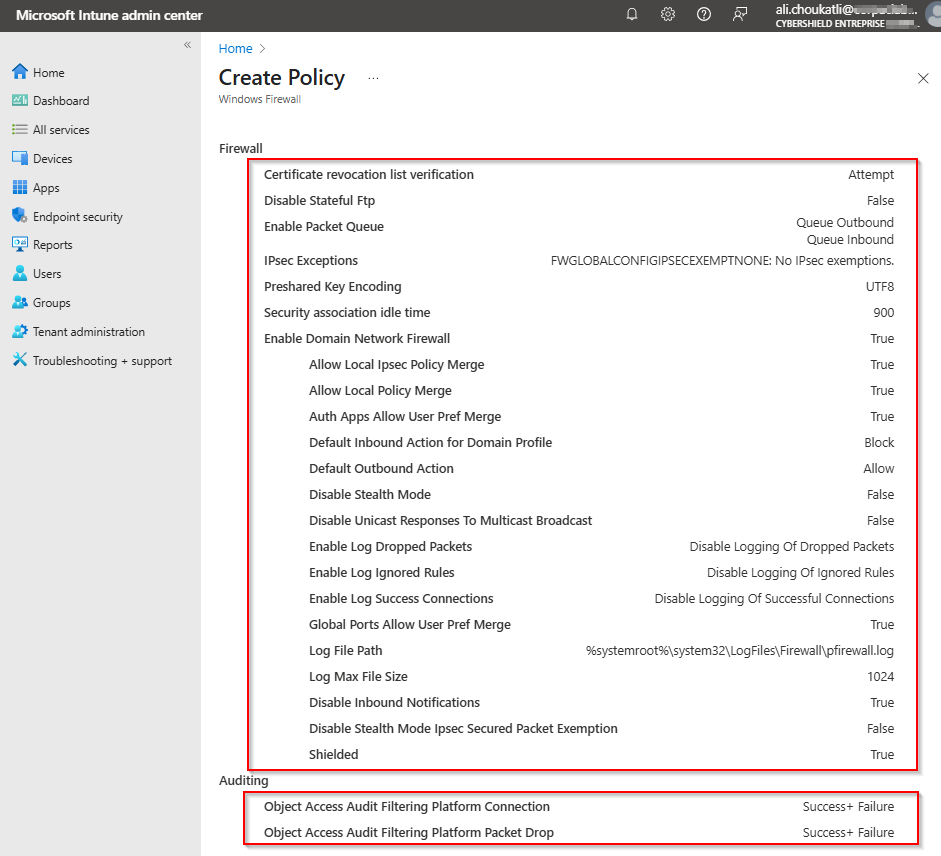 Microsoft Intune admin center
ali.choukatli@
CYBERSHIELD ENTREPRISE
«
Home
Dashboard
All services
Devices
Apps
Endpoint security
Reports
Users
Groups
Tenant administration
Troubleshooting + support
Home >
Create Policy ...
Windows Firewall
Firewall
Certificate revocation list verification Attempt
Disable Stateful Ftp False
Enable Packet Queue Queue Outbound
Queue Inbound
IPsec Exceptions FWGLOBALCONFIGIPSECEXEMPTNONE: No IPsec exemptions.
Preshared Key Encoding UTF8
Security association idle time 900
Enable Domain Network Firewall True
Allow Local Ipsec Policy Merge True
Allow Local Policy Merge True
Auth Apps Allow User Pref Merge True
Default Inbound Action for Domain Profile Block
Default Outbound Action Allow
Disable Stealth Mode False
Disable Unicast Responses To Multicast Broadcast False
Enable Log Dropped Packets Disable Logging Of Dropped Packets
Enable Log Ignored Rules Disable Logging Of Ignored Rules
Enable Log Success Connections Disable Logging Of Successful Connections
Global Ports Allow User Pref Merge True
Log File Path %systemroot%\system32\LogFiles\Firewall\pfirewall.log
Log Max File Size 1024
Disable Inbound Notifications True
Disable Stealth Mode Ipsec Secured Packet Exemption False
Shielded True
Auditing
Object Access Audit Filtering Platform Connection Success+ Failure
Object Access Audit Filtering Platform Packet Drop Success+ Failure